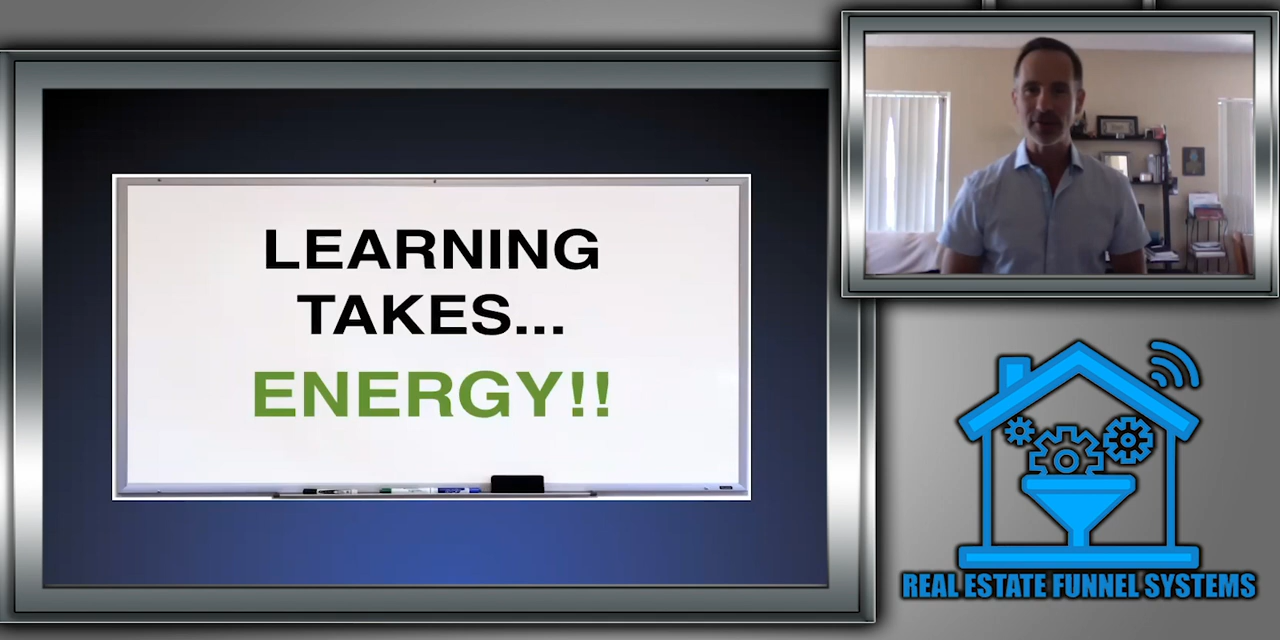 LEARNING
TAKES...
ENERGY!!
REAL ESTATE FUNNEL SYSTEMS